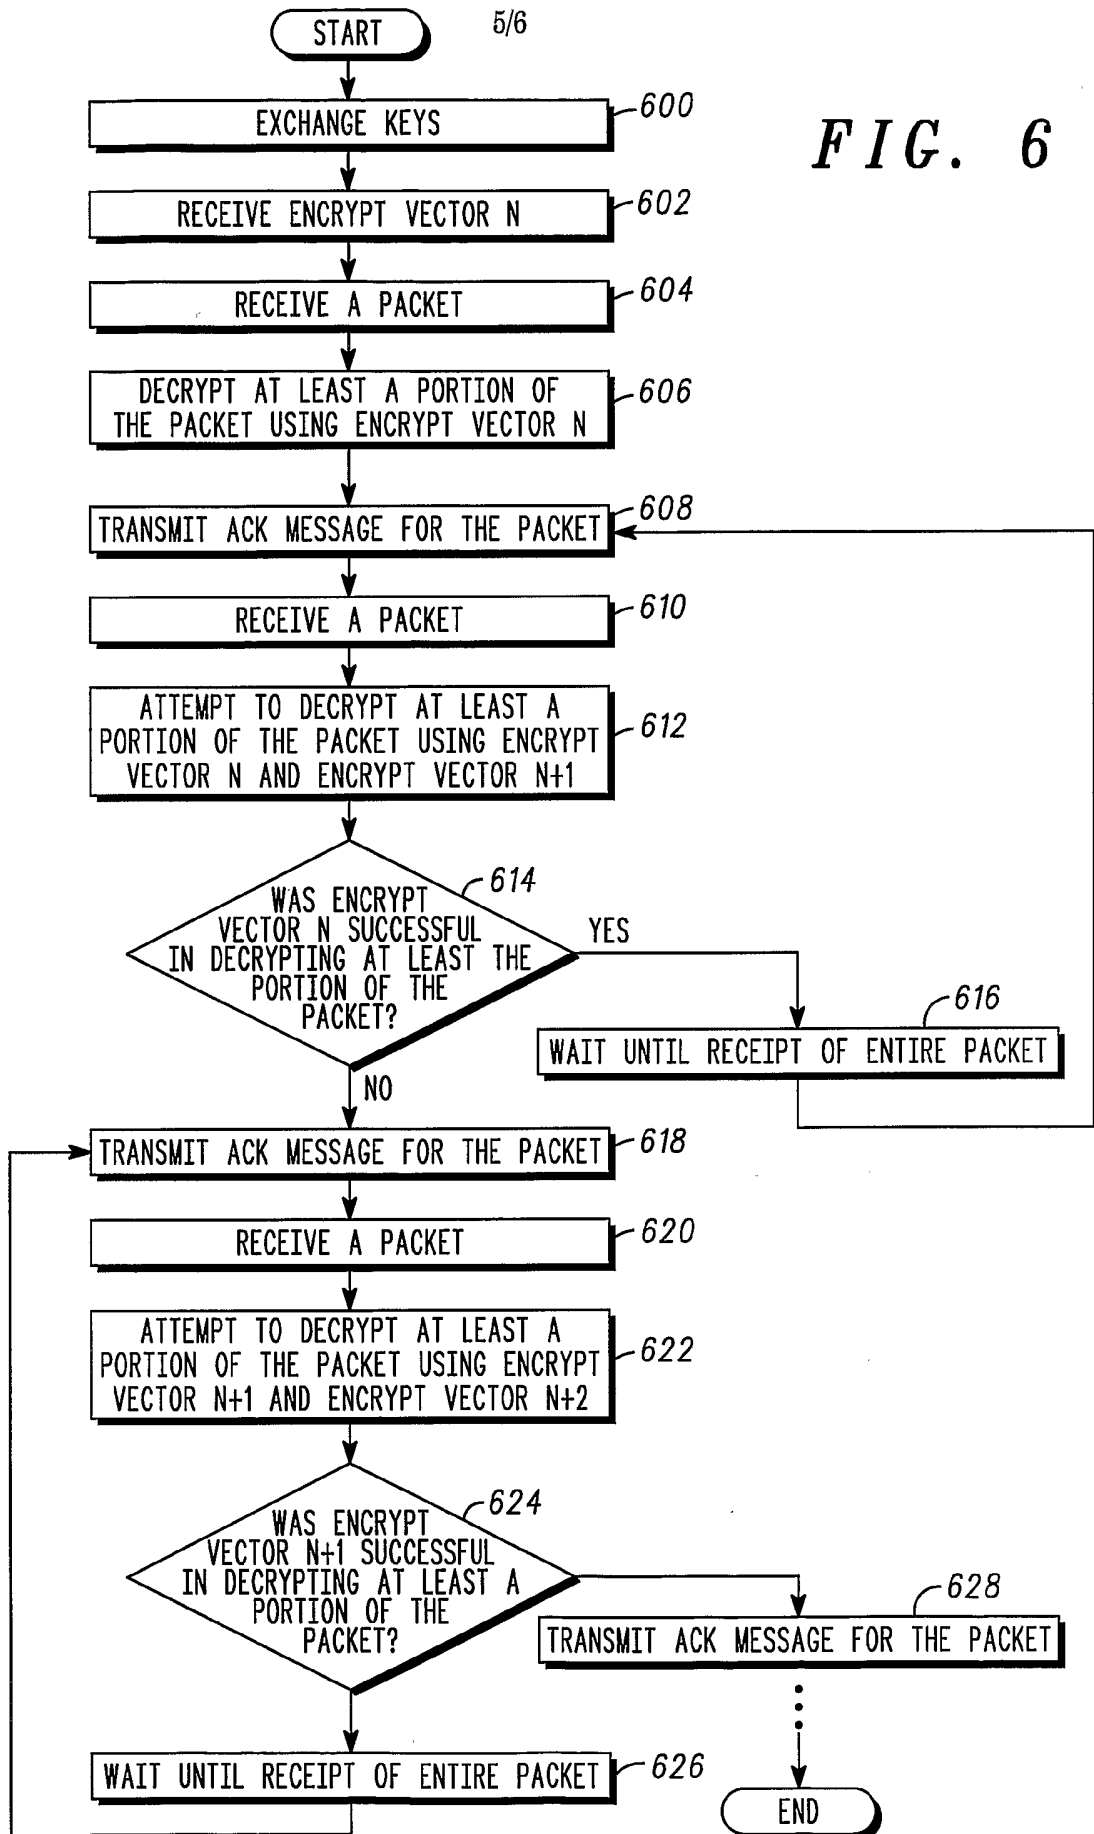 START
5/6
FIG. 6
EXCHANGE KEYS
600
RECEIVE ENCRYPT VECTOR N
602
RECEIVE A PACKET
604
DECRYPT AT LEAST A PORTION OF
THE PACKET USING ENCRYPT VECTOR N
606
TRANSMIT ACK MESSAGE FOR THE PACKET
608
RECEIVE A PACKET
610
ATTEMPT TO DECRYPT AT LEAST A
PORTION OF THE PACKET USING ENCRYPT
VECTOR N AND ENCRYPT VECTOR N+1
612
WAS ENCRYPT
VECTOR N SUCCESSFUL
IN DECRYPTING AT LEAST THE
PORTION OF THE
PACKET?
614
YES
NO
WAIT UNTIL RECEIPT OF ENTIRE PACKET
616
TRANSMIT ACK MESSAGE FOR THE PACKET
618
RECEIVE A PACKET
620
ATTEMPT TO DECRYPT AT LEAST A
PORTION OF THE PACKET USING ENCRYPT
VECTOR N+1 AND ENCRYPT VECTOR N+2
622
WAS ENCRYPT
VECTOR N+1 SUCCESSFUL
IN DECRYPTING AT LEAST A
PORTION OF THE
PACKET?
624
TRANSMIT ACK MESSAGE FOR THE PACKET
628
WAIT UNTIL RECEIPT OF ENTIRE PACKET
626
END